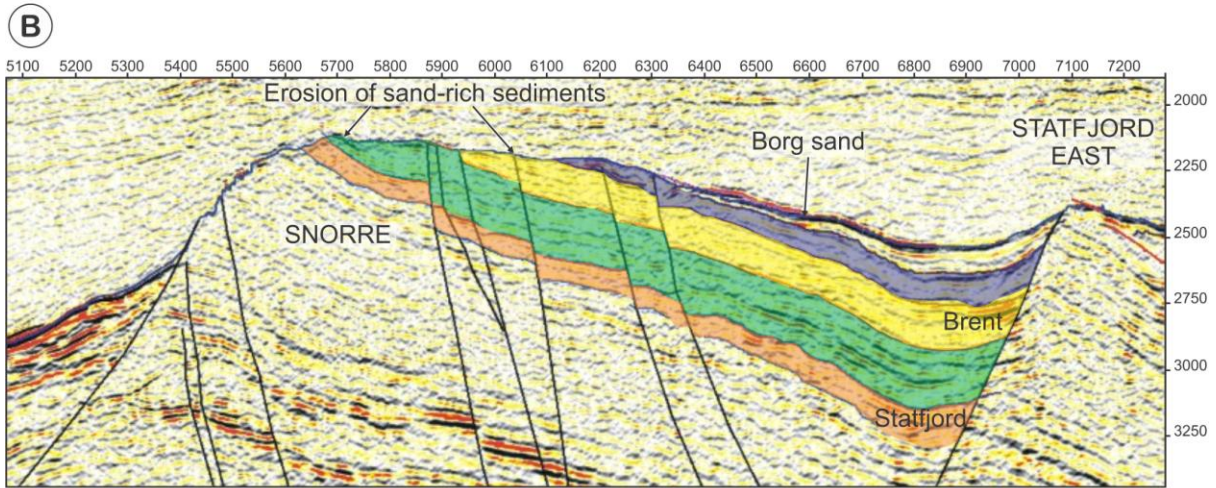 B
5100 5200 5300 5400 5500 5600 5700 5800 5900 6000 6100 6200 6300 6400 6500 6600 6700 6800 6900 7000 7100 7200
Erosion of sand-rich sediments
2000
STATFJORD
EAST
Borg sand
2250
SNORRE
2500
2750
Brent
3000
Statfjord
3250